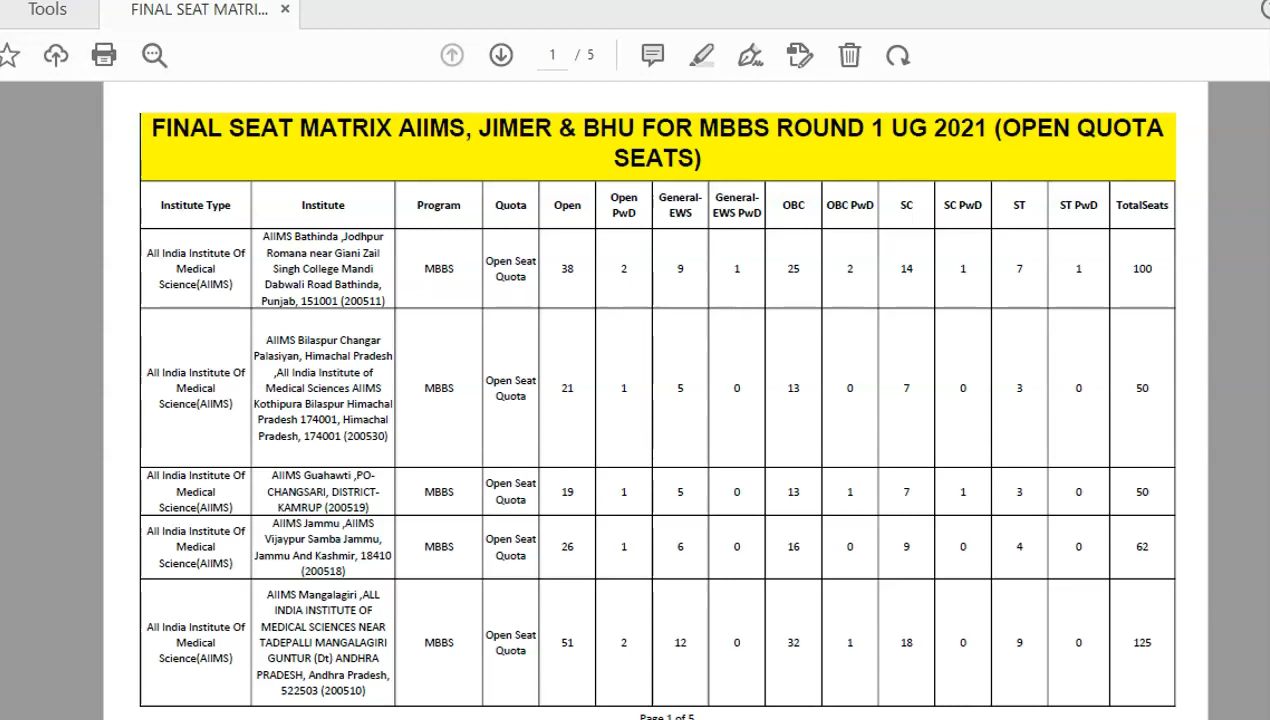 Tools
FINAL SEAT MATRI... ×
1 / 5
FINAL SEAT MATRIX AIIMS, JIMER & BHU FOR MBBS ROUND 1 UG 2021 (OPEN QUOTA
SEATS)
Institute Type Institute Program Quota Open Open PwD General-EWS General-EWS PwD OBC OBC PwD SC SC PwD ST ST PwD TotalSeats
All India Institute Of
Medical
Science(AIIMS)
AIIMS Bathinda ,Jodhpur
Romana near Giani Zail
Singh College Mandi
Dabwali Road Bathinda,
Punjab, 151001 (200511)
MBBS
Open Seat
Quota
38 2 9 1 25 2 14 1 7 1 100
All India Institute Of
Medical
Science(AIIMS)
AIIMS Bilaspur Changar
Palasiyan, Himachal Pradesh
,All India Institute of
Medical Sciences AIIMS
Kothipura Bilaspur Himachal
Pradesh 174001, Himachal
Pradesh, 174001 (200530)
MBBS
Open Seat
Quota
21 1 5 0 13 0 7 0 3 0 50
All India Institute Of
Medical
Science(AIIMS)
AIIMS Guahawti ,PO-
CHANGSARI, DISTRICT-
KAMRUP (200519)
MBBS
Open Seat
Quota
19 1 5 0 13 1 7 1 3 0 50
All India Institute Of
Medical
Science(AIIMS)
AIIMS Jammu ,AIIMS
Vijaypur Samba Jammu,
Jammu And Kashmir, 18410
(200518)
MBBS
Open Seat
Quota
26 1 6 0 16 0 9 0 4 0 62
All India Institute Of
Medical
Science(AIIMS)
AIIMS Mangalagiri ,ALL
INDIA INSTITUTE OF
MEDICAL SCIENCES NEAR
TADEPALLI MANGALAGIRI
GUNTUR (Dt) ANDHRA
PRADESH, Andhra Pradesh,
522503 (200510)
MBBS
Open Seat
Quota
51 2 12 0 32 1 18 0 9 0 125
Page 1 of 5